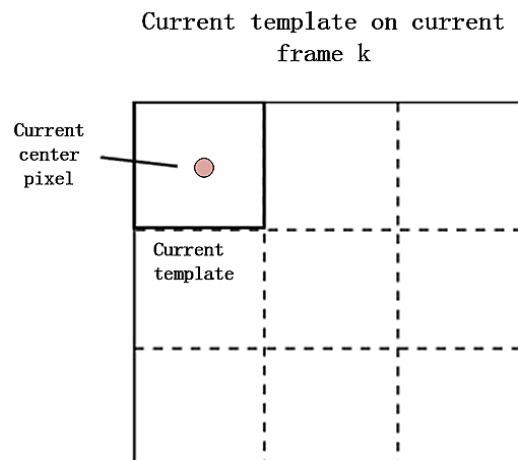 Current template on current
frame k
Current
center
pixel
Current
template